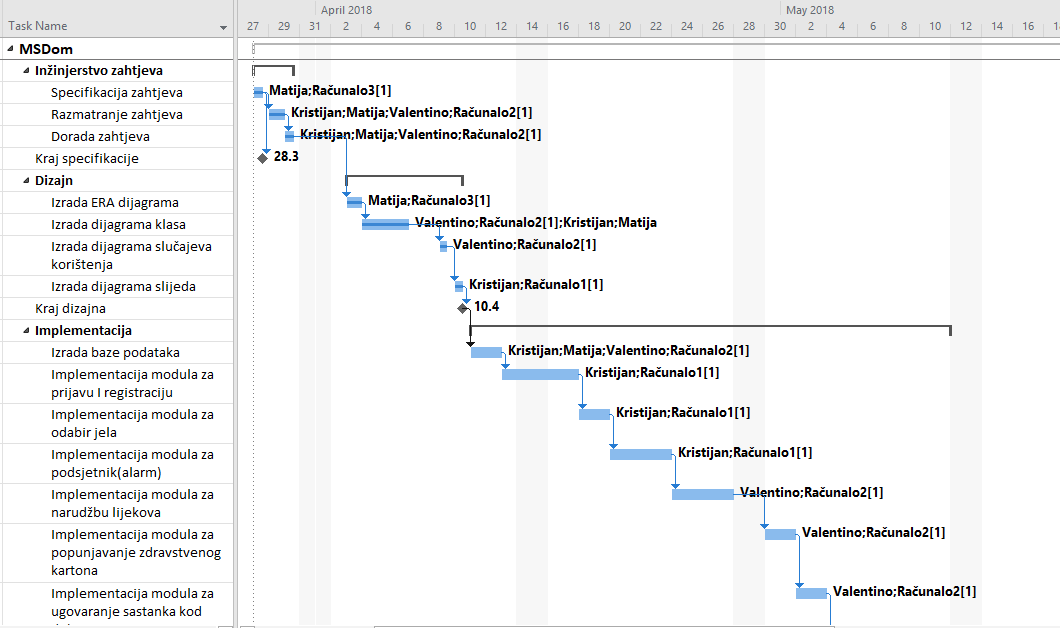 April 2018
May 2018
Task Name
27 29 31 2 4 6 8 10 12 14 16 18 20 22 24 26 28 30 2 4 6 8 10 12 14 16
MSDom
Inžinjerstvo zahtjeva
Specifikacija zahtjeva
Matija;Računalo3[1]
Razmatranje zahtjeva
Kristijan;Matija;Valentino;Računalo2[1]
Dorada zahtjeva
Kristijan;Matija;Valentino;Računalo2[1]
Kraj specifikacije
28.3
Dizajn
Izrada ERA dijagrama
Matija;Računalo3[1]
Izrada dijagrama klasa
Valentino;Računalo2[1];Kristijan;Matija
Izrada dijagrama slučajeva
korištenja
Valentino;Računalo2[1]
Izrada dijagrama slijeda
Kristijan;Računalo1[1]
Kraj dizajna
10.4
Implementacija
Izrada baze podataka
Kristijan;Matija;Valentino;Računalo2[1]
Implementacija modula za
prijavu I registraciju
Kristijan;Računalo1[1]
Implementacija modula za
odabir jela
Kristijan;Računalo1[1]
Implementacija modula za
podsjetnik(alarm)
Kristijan;Računalo1[1]
Implementacija modula za
narudžbu lijekova
Valentino;Računalo2[1]
Implementacija modula za
popunjavanje zdravstvenog
kartona
Valentino;Računalo2[1]
Implementacija modula za
ugovaranje sastanka kod
Valentino;Računalo2[1]